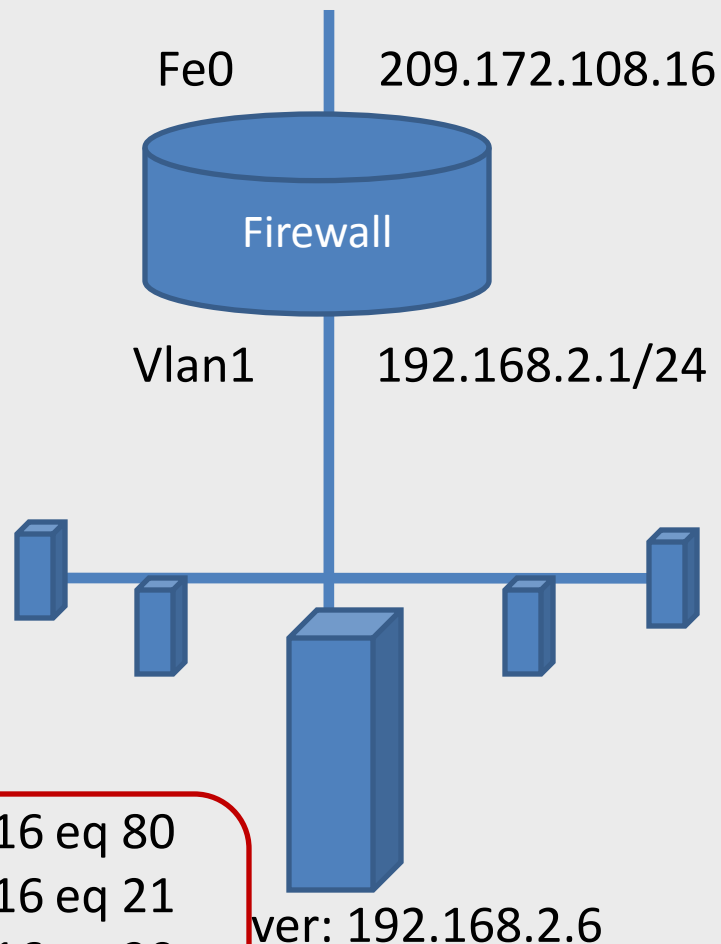 Fe0 209.172.108.16
Firewall
Vlan1 192.168.2.1/24
16 eq 80
16 eq 21
ver: 192.168.2.6